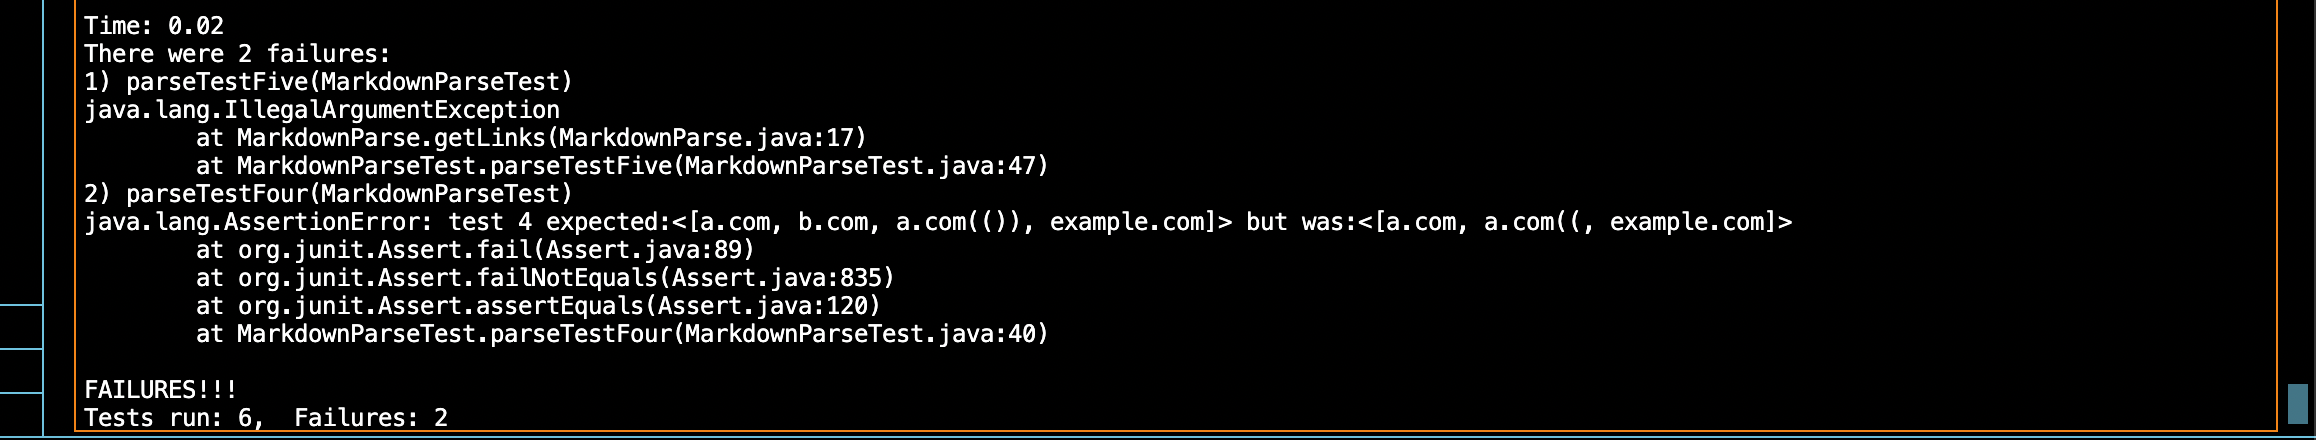 Time: 0.02
There were 2 failures:
1) parseTestFive(MarkdownParseTest)
java.lang.IllegalArgumentException
        at MarkdownParse.getLinks(MarkdownParse.java:17)
        at MarkdownParseTest.parseTestFive(MarkdownParseTest.java:47)
2) parseTestFour(MarkdownParseTest)
java.lang.AssertionError: test 4 expected:<[a.com, b.com, a.com(()), example.com]> but was:<[a.com, a.com((, example.com]>
        at org.junit.Assert.fail(Assert.java:89)
        at org.junit.Assert.failNotEquals(Assert.java:835)
        at org.junit.Assert.assertEquals(Assert.java:120)
        at MarkdownParseTest.parseTestFour(MarkdownParseTest.java:40)

FAILURES!!!
Tests run: 6,  Failures: 2